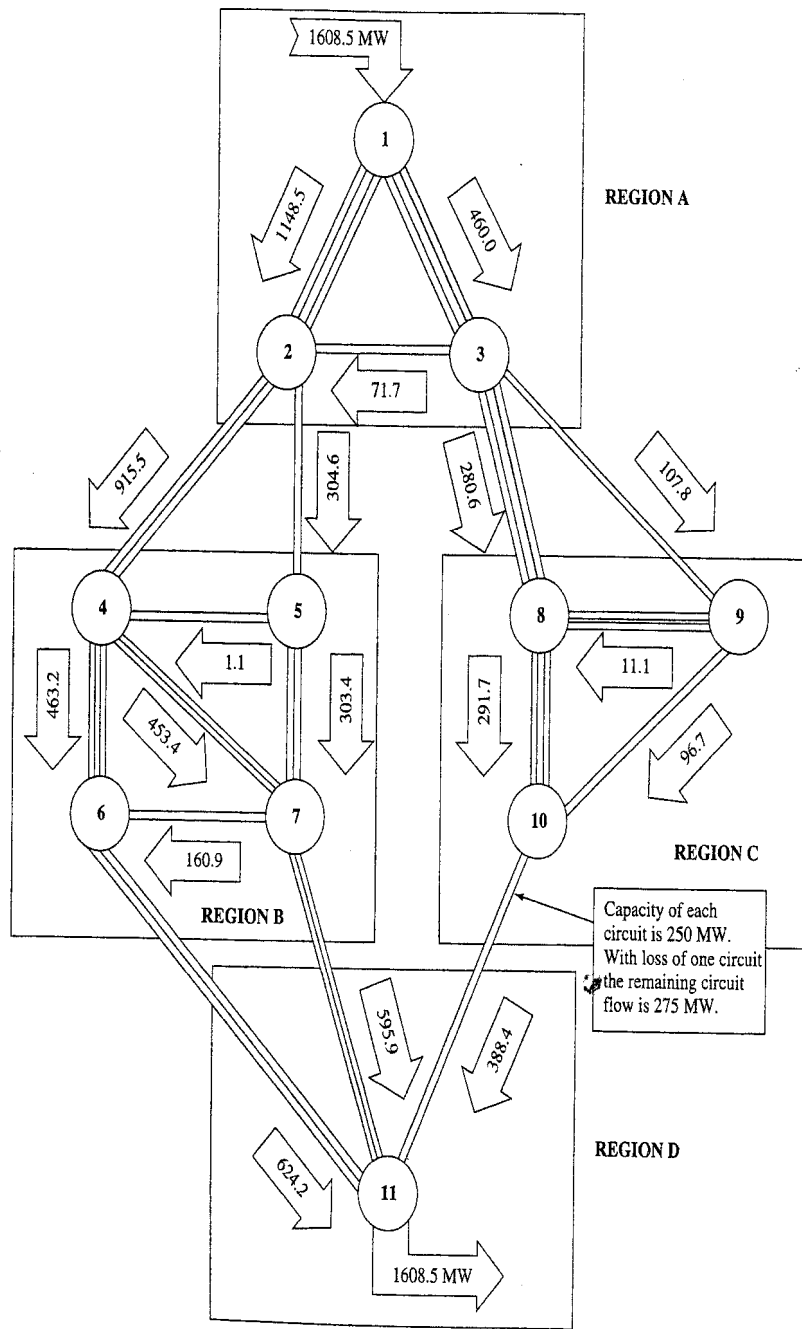 1608.5 MW
1
REGION A
1148.5
460.0
2
3
71.7
915.5
304.6
280.6
107.8
4
5
8
9
1.1
11.1
463.2
453.4
303.4
291.7
96.7
6
7
10
160.9
REGION C
REGION B
Capacity of each
circuit is 250 MW.
With loss of one circuit
the remaining circuit
flow is 275 MW.
595.9
388.4
REGION D
624.2
11
1608.5 MW